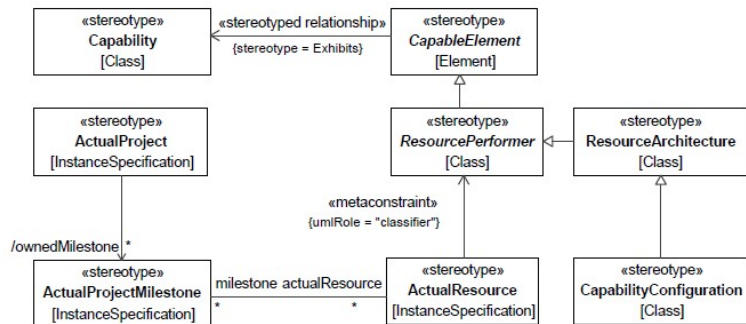 «stereotype»
Capability
[Class]
«stereotyped relationship»
{stereotype = Exhibits}
«stereotype»
CapableElement
[Element]
«stereotype»
ActualProject
[InstanceSpecification]
«stereotype»
ResourcePerformer
[Class]
«stereotype»
ResourceArchitecture
[Class]
«metaconstraint»
{umlRole = "classifier"}
/ownedMilestone *
«stereotype»
ActualProjectMilestone
[InstanceSpecification]
milestone actualResource
* *
«stereotype»
ActualResource
[InstanceSpecification]
«stereotype»
CapabilityConfiguration
[Class]